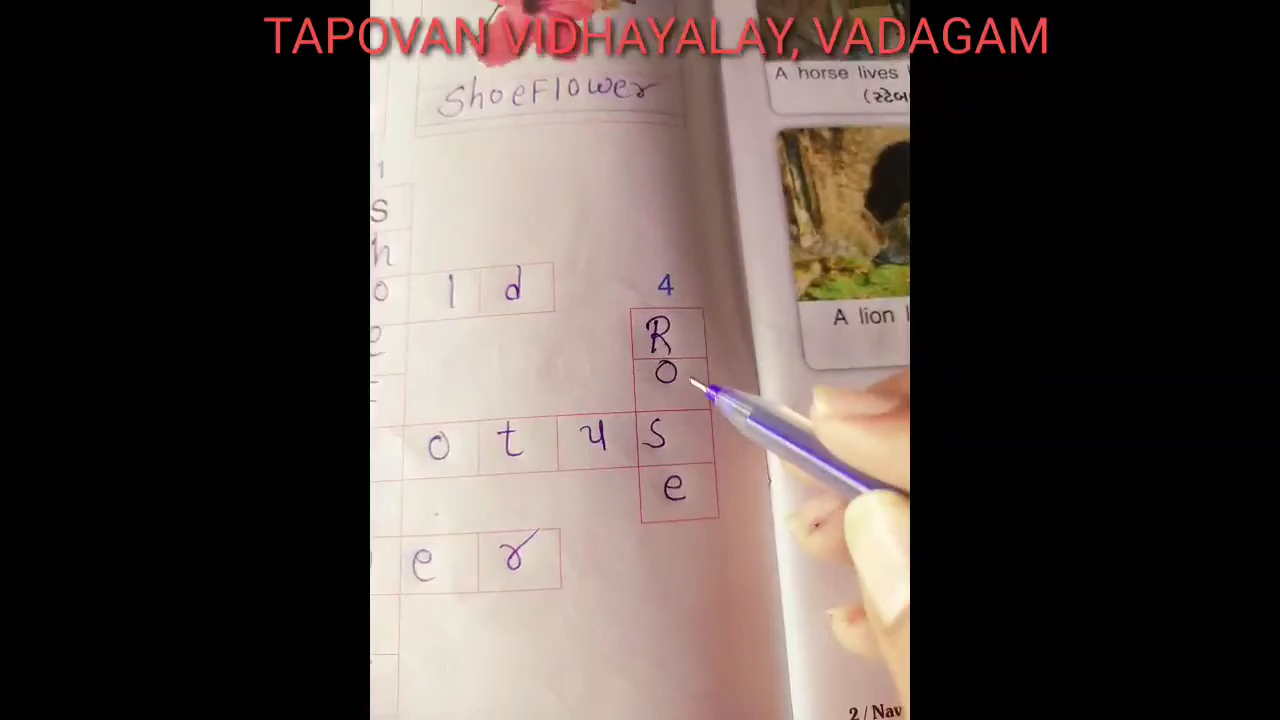 TAPOVAN VIDHAYALAY, VADAGAM
ShoeFlower
A horse lives
1
s
h
o l d
4
R
e
o
A lion
o t u s
e
e r
2 / Nav